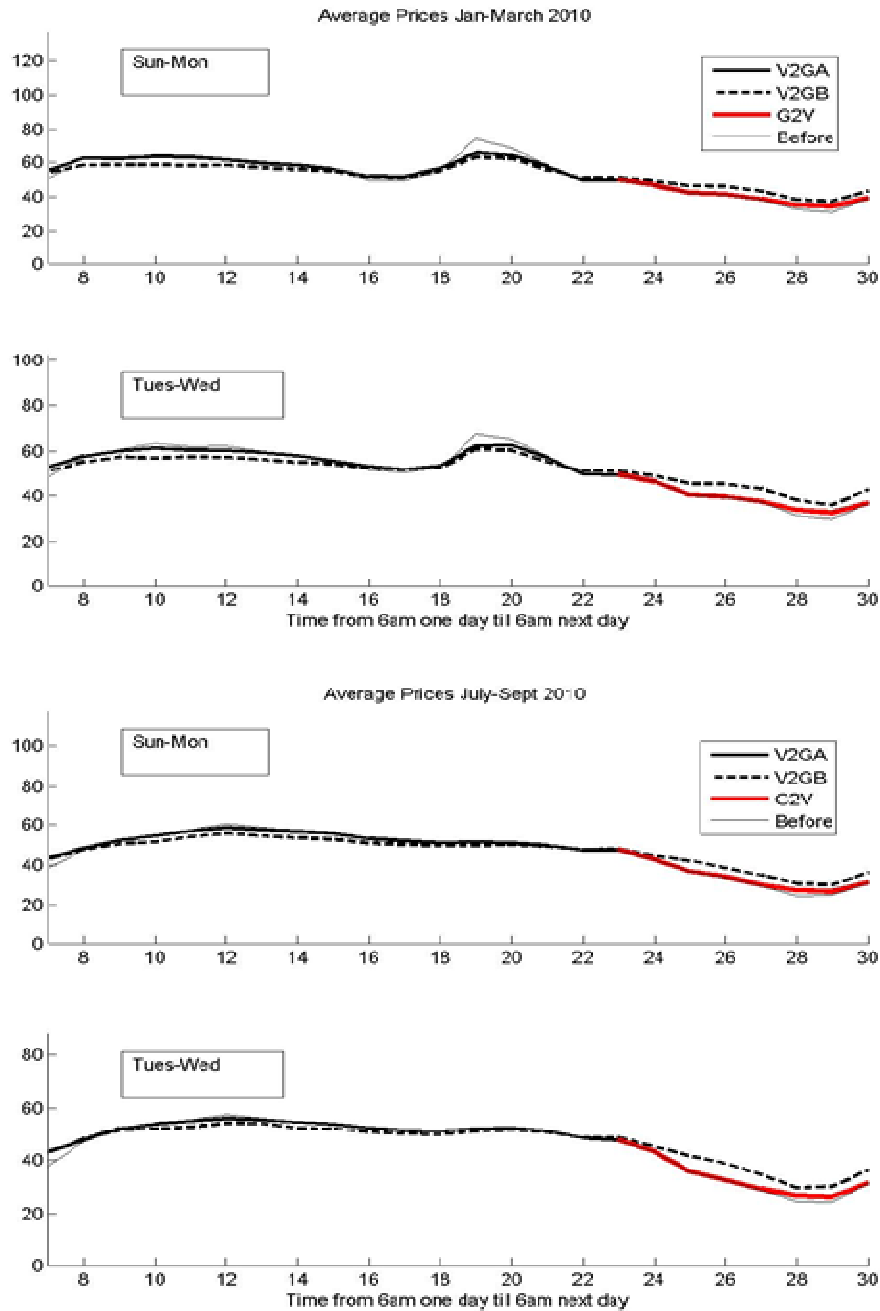 Average Prices Jan-March 2010
120
100
80
60
40
20
0
Sun-Mon
V2GA
V2GB
G2V
Before
8 10 12 14 16 18 20 22 24 26 28 30
100
80
60
40
20
0
Tues-Wed
8 10 12 14 16 18 20 22 24 26 28 30
Time from 6am one day till 6am next day
Average Prices July-Sept 2010
100
80
60
40
20
0
Sun-Mon
V2GA
V2GB
G2V
Before
8 10 12 14 16 18 20 22 24 26 28 30
80
60
40
20
0
Tues-Wed
8 10 12 14 16 18 20 22 24 26 28 30
Time from 6am one day till 6am next day